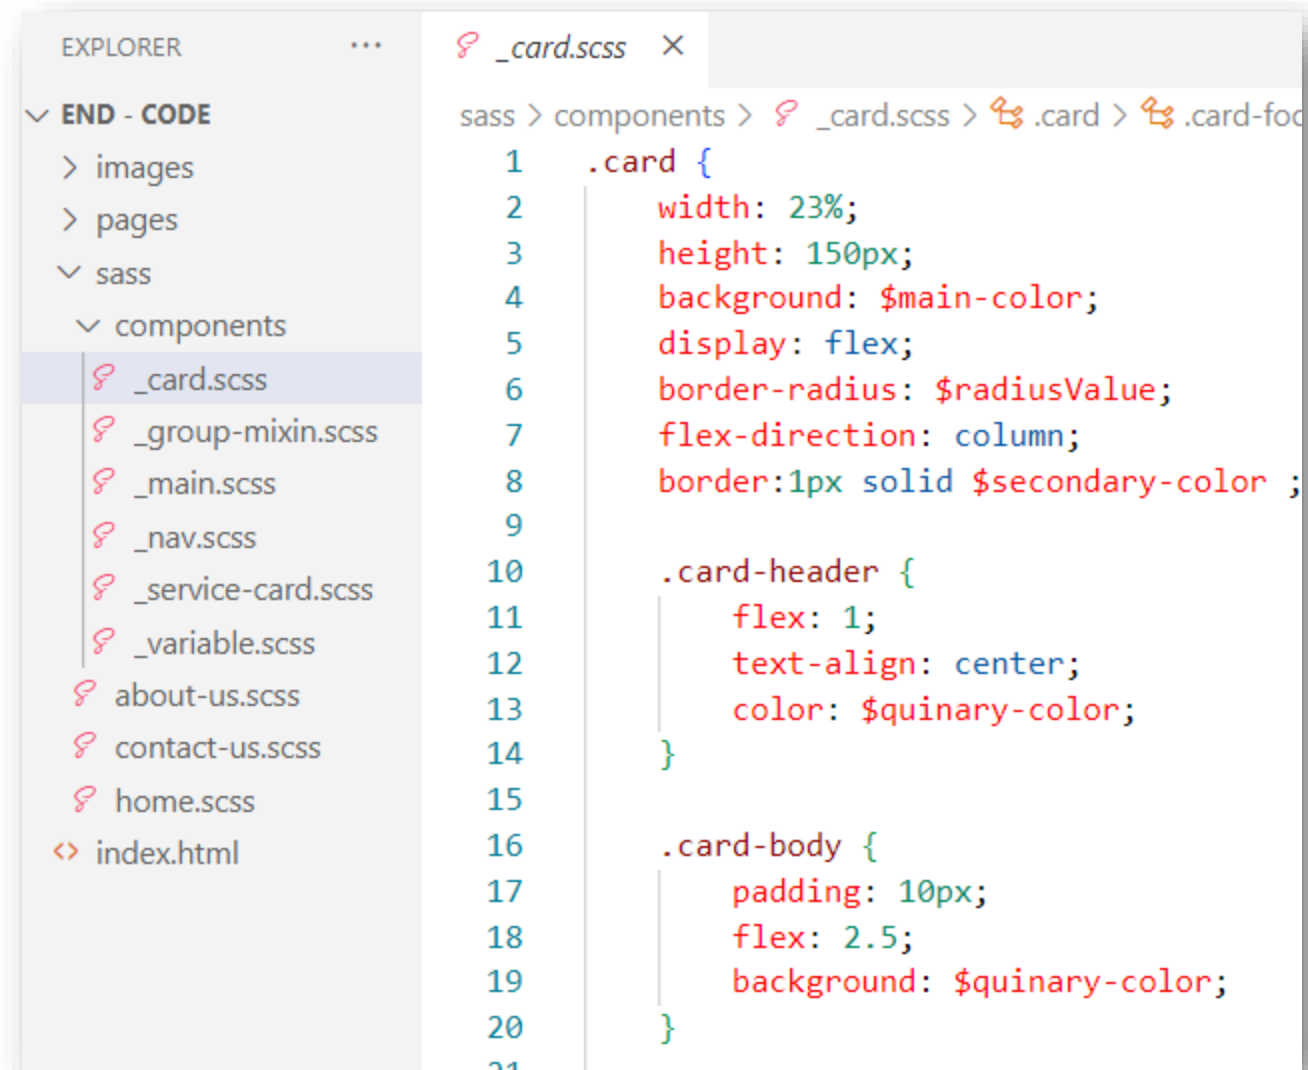 EXPLORER ...
END - CODE
images
pages
sass
components
_card.scss
_group-mixin.scss
_main.scss
_nav.scss
_service-card.scss
_variable.scss
about-us.scss
contact-us.scss
home.scss
<> index.html
_card.scss ×
sass > components > _card.scss > .card > .card-foo
1 .card {
2 width: 23%;
3 height: 150px;
4 background: $main-color;
5 display: flex;
6 border-radius: $radiusValue;
7 flex-direction: column;
8 border:1px solid $secondary-color ;
9
10 .card-header {
11 flex: 1;
12 text-align: center;
13 color: $quinary-color;
14 }
15
16 .card-body {
17 padding: 10px;
18 flex: 2.5;
19 background: $quinary-color;
20 }
21